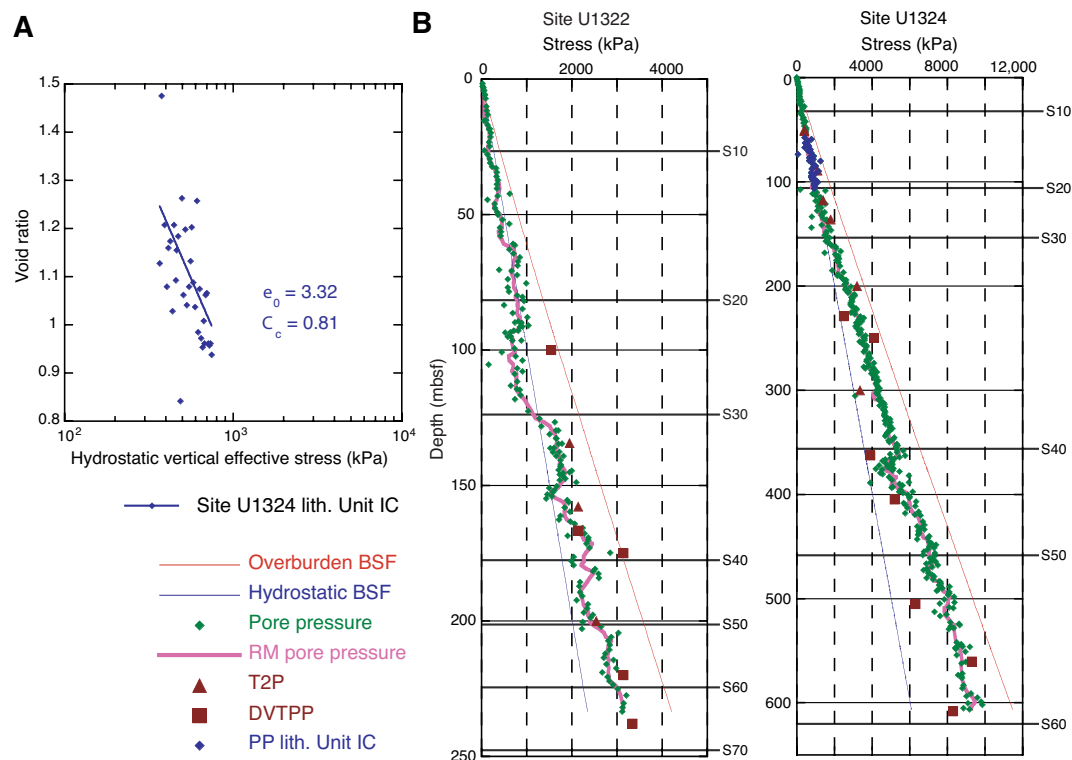 A
Void ratio
1.5
1.4
1.3
1.2
1.1
1
0.9
0.8
e0 = 3.32
Cc = 0.81
10^2
10^3
10^4
Hydrostatic vertical effective stress (kPa)
Site U1324 lith. Unit IC
Overburden BSF
Hydrostatic BSF
Pore pressure
RM pore pressure
T2P
DVTPP
PP lith. Unit IC
B
Site U1322
Stress (kPa)
0 2000 4000
Depth (mbsf)
0
50
100
150
200
250
S10
S20
S30
S40
S50
S60
S70
Site U1324
Stress (kPa)
0 4000 8000 12,000
0
100
200
300
400
500
600
S10
S20
S30
S40
S50
S60